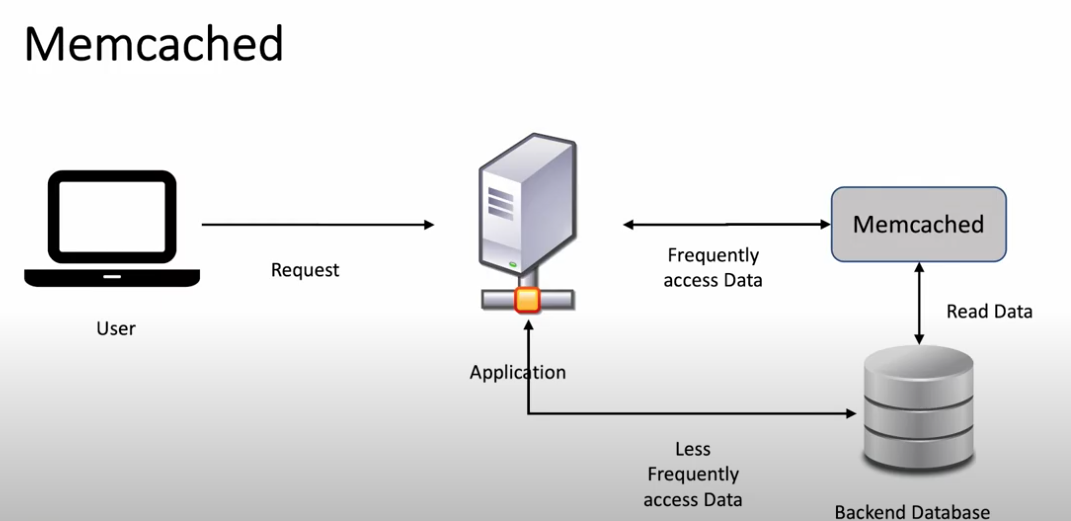 Memcached
Request
User
Application
Frequently
access Data
Memcached
Read Data
Less
Frequently
access Data
Backend Database